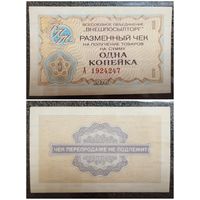 ВСЕСОЮЗНОЕ ОБЪЕДИНЕНИЕ
„ВНЕШПОСЫЛТОРГ"
РАЗМЕННЫЙ ЧЕК
НА ПОЛУЧЕНИЕ ТОВАРОВ
НА СУММУ
ОДНА
КОПЕЙКА
А 1924247
ЧЕК ПЕРЕПРОДАЖЕ НЕ ПОДЛЕЖИТ